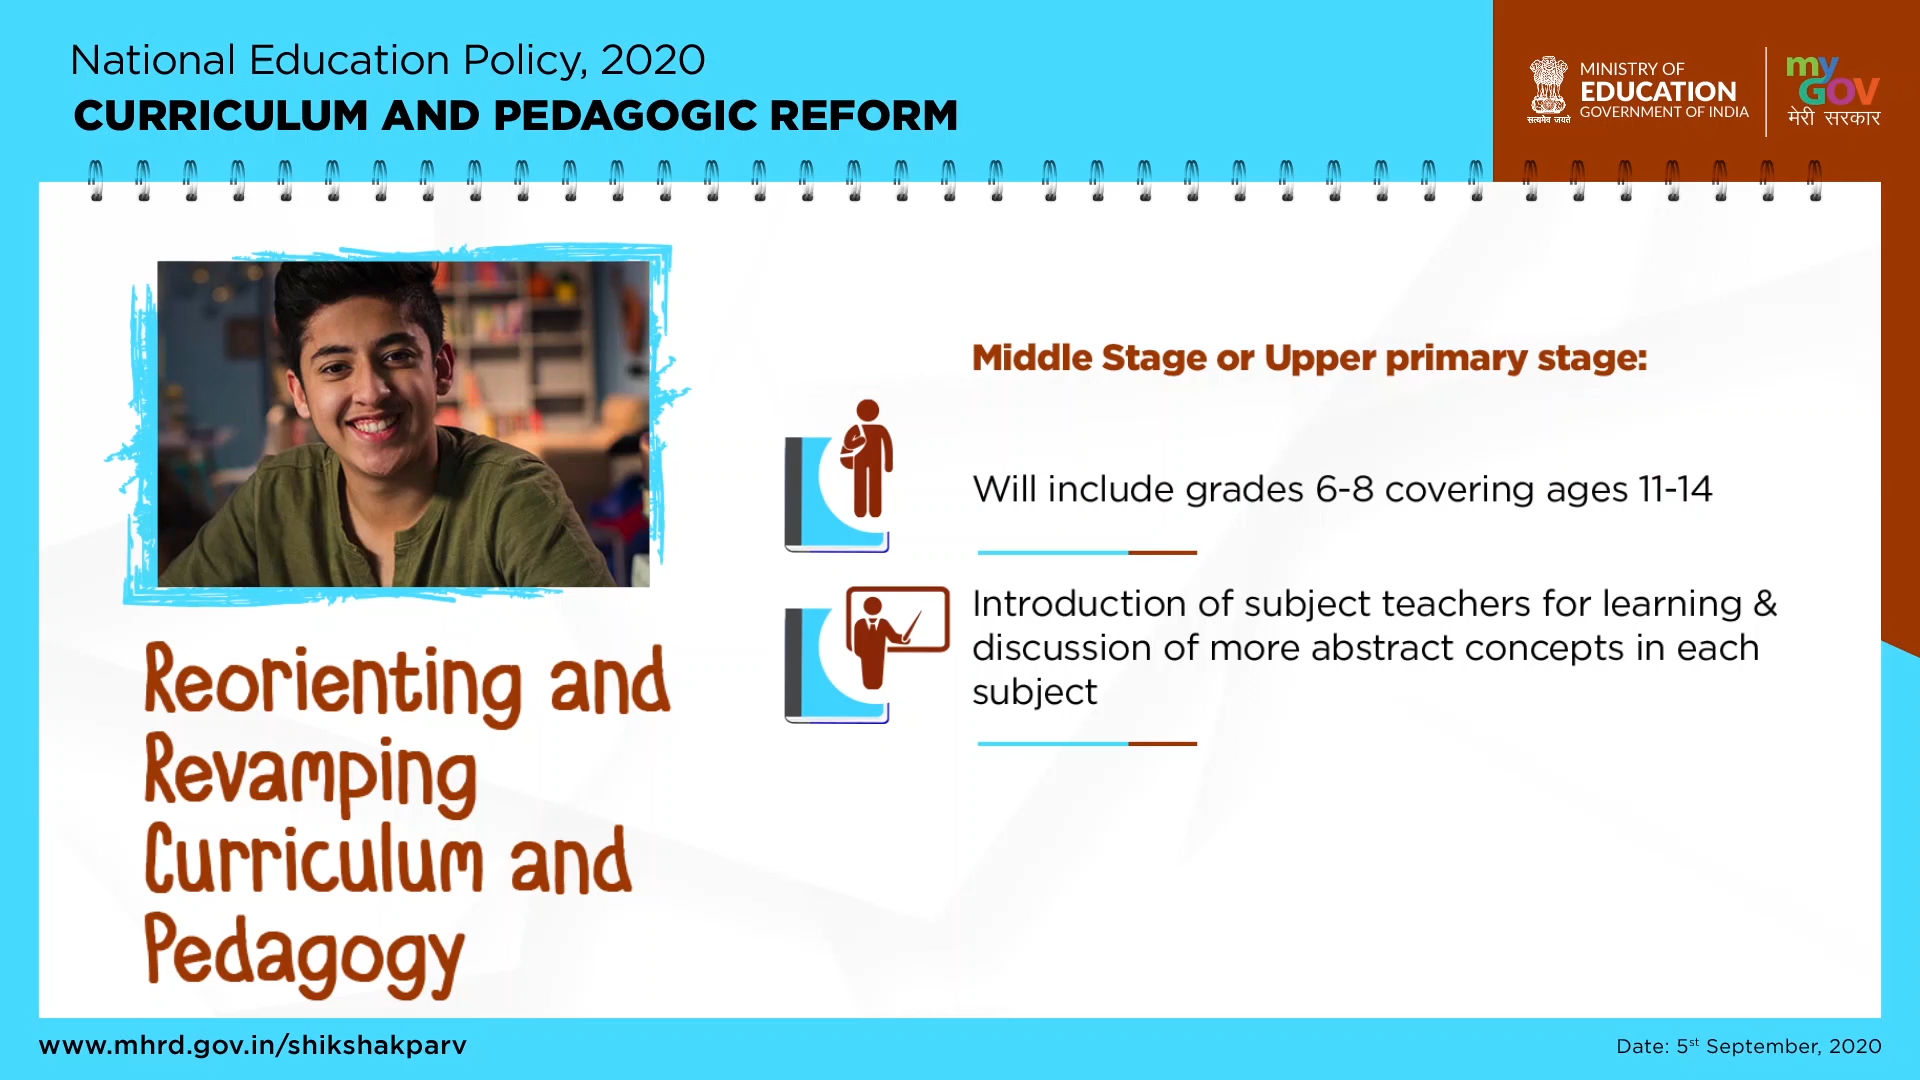 National Education Policy, 2020
CURRICULUM AND PEDAGOGIC REFORM
सत्यमेव जयते
MINISTRY OF
EDUCATION
GOVERNMENT OF INDIA
my
GOV
मेरी सरकार
Middle Stage or Upper primary stage:
Will include grades 6-8 covering ages 11-14
Introduction of subject teachers for learning &
discussion of more abstract concepts in each
subject
Reorienting and
Revamping
Curriculum and
Pedagogy
www.mhrd.gov.in/shikshakparv
Date: 5st September, 2020